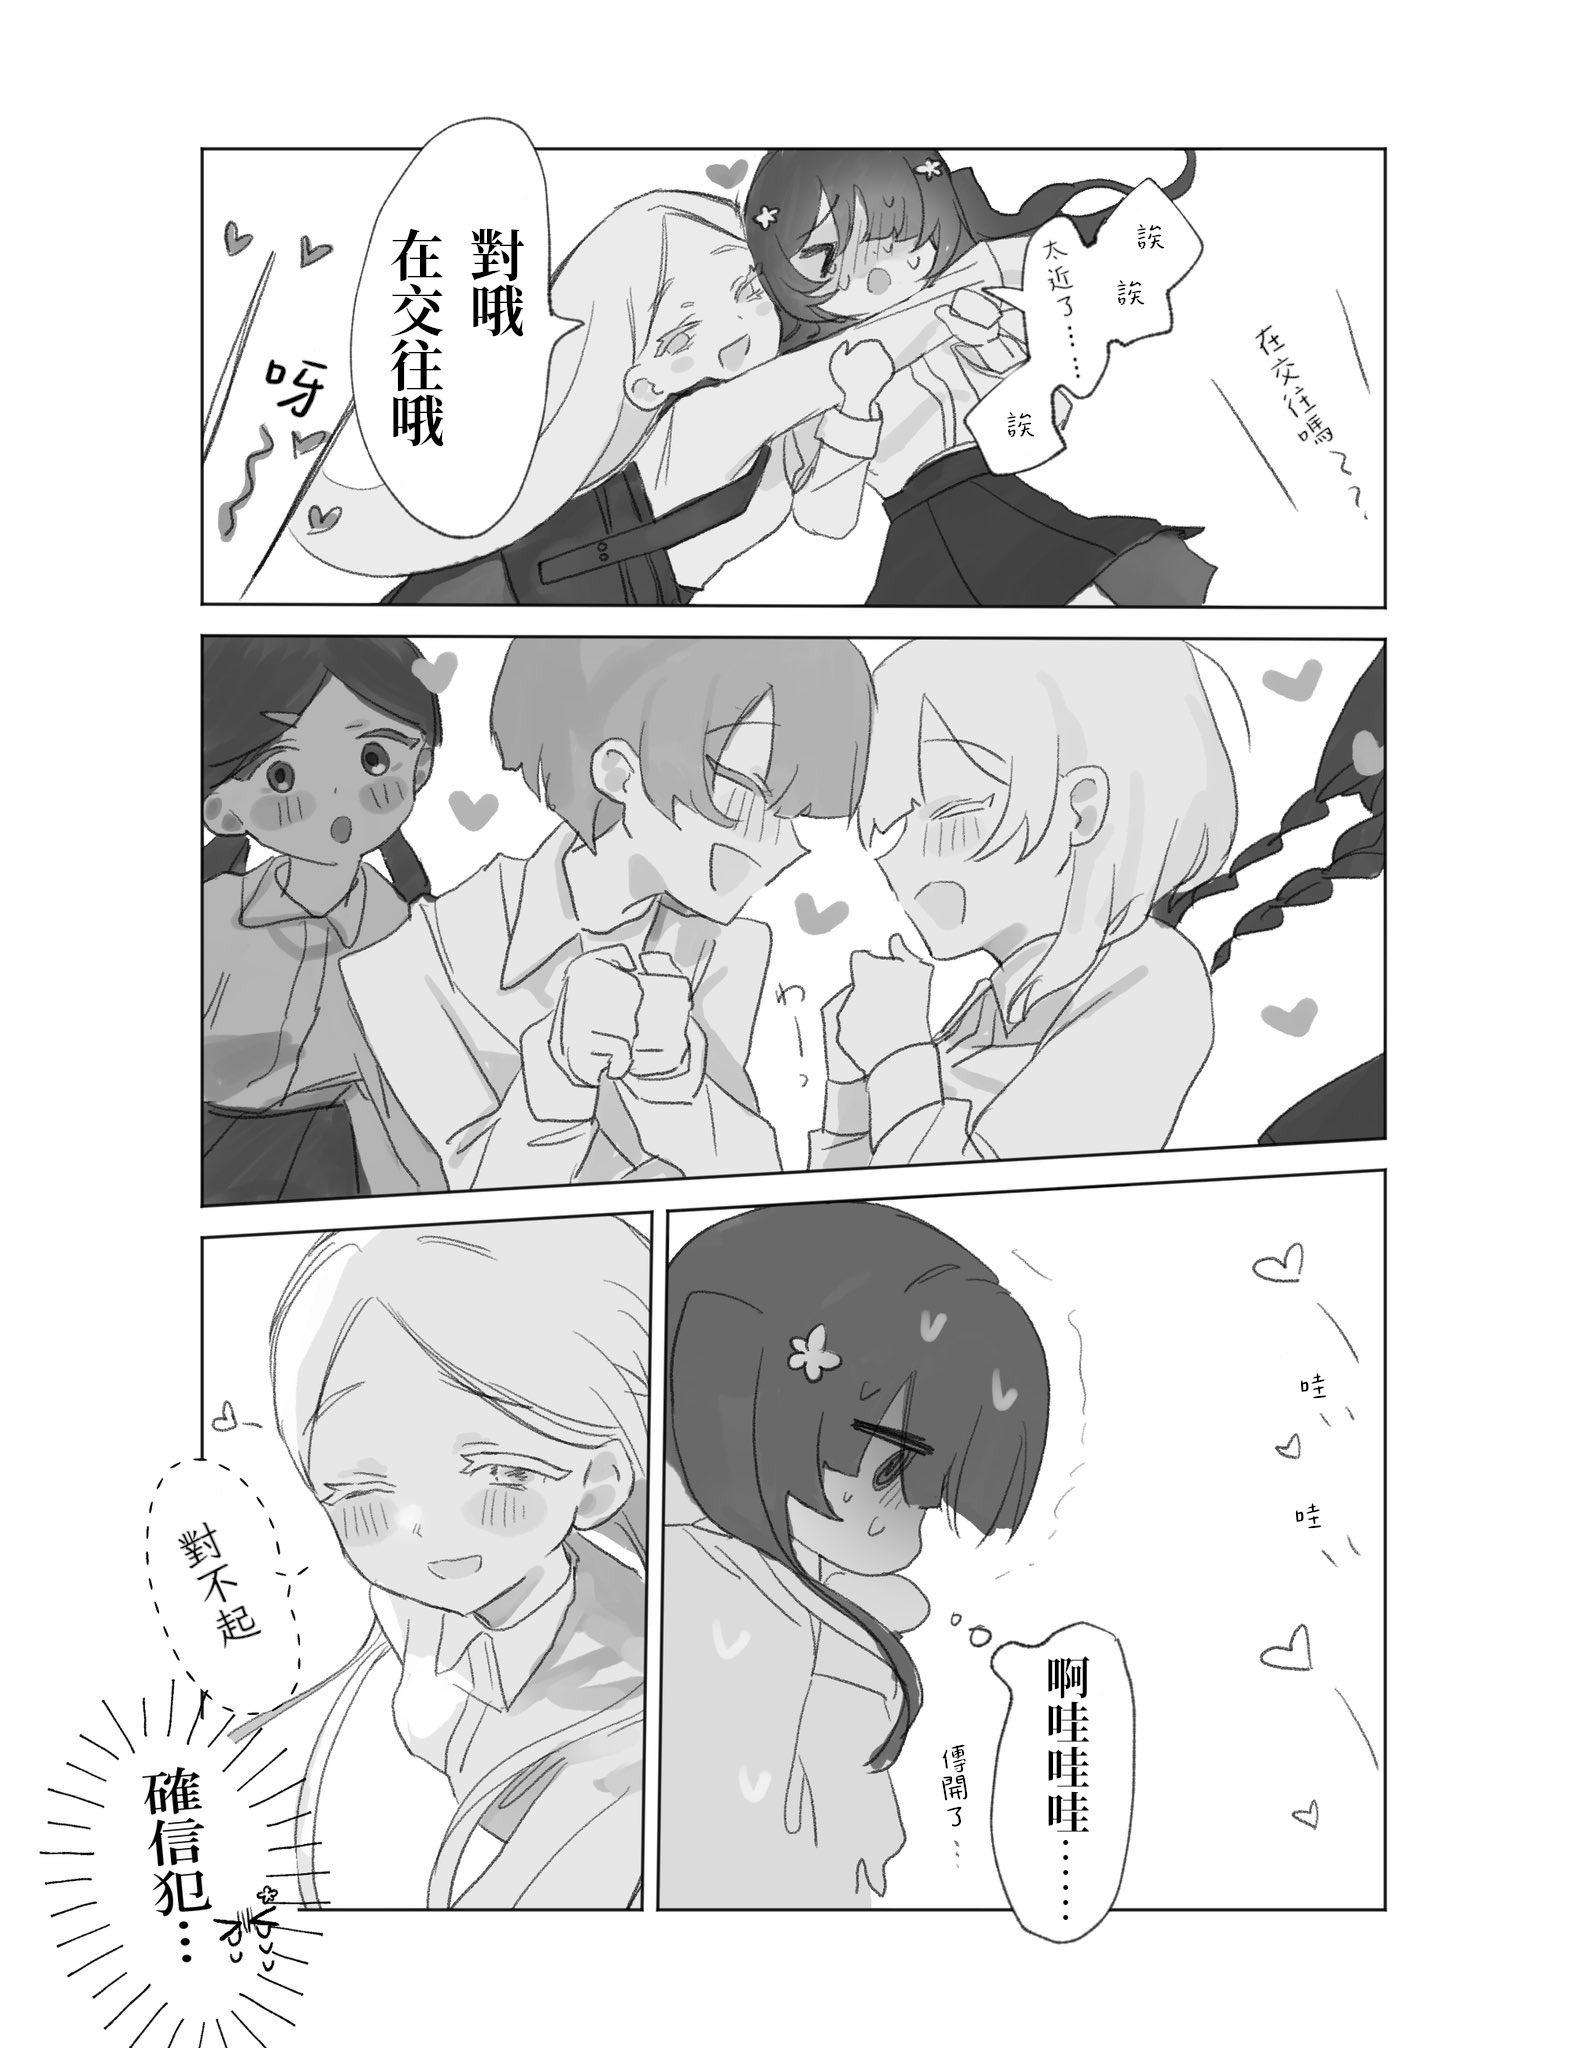 在交往嗎~~?
誒
誒
太近了……
誒
對哦
在交往哦
呀
わーっ
哇
哇
啊哇哇哇……
傳開了…
對不起
確信犯…